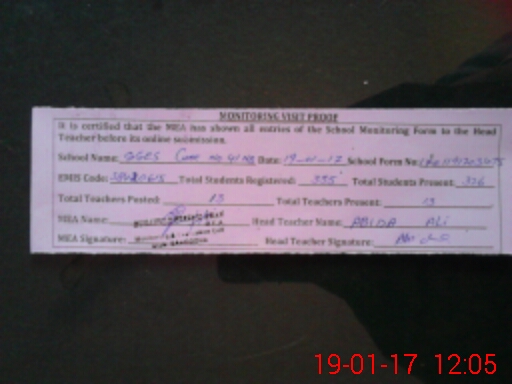 MONITORING VISIT PROOF
It is certified that the MEA has shown all entries of the School Monitoring Form to the Head
Teacher before its online submission.
School Name: GGES Date: 19-01-17 School Form No:
EMIS Code: Total Students Registered: 335 Total Students Present: 326
Total Teachers Posted: 13 Total Teachers Present: 13
MEA Name: Head Teacher Name: ABIDA ALI
MEA Signature: Head Teacher Signature:
19-01-17 12:05